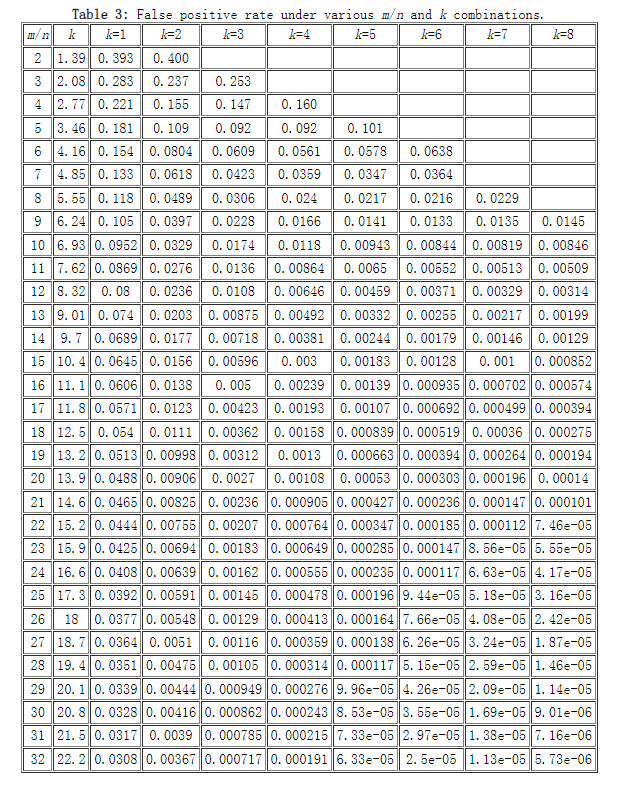 Table 3: False positive rate under various m/n and k combinations.
m/n k k=1 k=2 k=3 k=4 k=5 k=6 k=7 k=8
2 1.39 0.393 0.400
3 2.08 0.283 0.237 0.253
4 2.77 0.221 0.155 0.147 0.160
5 3.46 0.181 0.109 0.092 0.092 0.101
6 4.16 0.154 0.0804 0.0609 0.0561 0.0578 0.0638
7 4.85 0.133 0.0618 0.0423 0.0359 0.0347 0.0364
8 5.55 0.118 0.0489 0.0306 0.024 0.0217 0.0216 0.0229
9 6.24 0.105 0.0397 0.0228 0.0166 0.0141 0.0133 0.0135 0.0145
10 6.93 0.0952 0.0329 0.0174 0.0118 0.00943 0.00844 0.00819 0.00846
11 7.62 0.0869 0.0276 0.0136 0.00864 0.0065 0.00552 0.00513 0.00509
12 8.32 0.08 0.0236 0.0108 0.00646 0.00459 0.00371 0.00329 0.00314
13 9.01 0.074 0.0203 0.00875 0.00492 0.00332 0.00255 0.00217 0.00199
14 9.7 0.0689 0.0177 0.00718 0.00381 0.00244 0.00179 0.00146 0.00129
15 10.4 0.0645 0.0156 0.00596 0.003 0.00183 0.00128 0.001 0.000852
16 11.1 0.0606 0.0138 0.005 0.00239 0.00139 0.000935 0.000702 0.000574
17 11.8 0.0571 0.0123 0.00423 0.00193 0.00107 0.000692 0.000499 0.000394
18 12.5 0.054 0.0111 0.00362 0.00158 0.000839 0.000519 0.00036 0.000275
19 13.2 0.0513 0.00998 0.00312 0.0013 0.000663 0.000394 0.000264 0.000194
20 13.9 0.0488 0.00906 0.0027 0.00108 0.00053 0.000303 0.000196 0.00014
21 14.6 0.0465 0.00825 0.00236 0.000905 0.000427 0.000236 0.000147 0.000101
22 15.2 0.0444 0.00755 0.00207 0.000764 0.000347 0.000185 0.000112 7.46e-05
23 15.9 0.0425 0.00694 0.00183 0.000649 0.000285 0.000147 8.56e-05 5.55e-05
24 16.6 0.0408 0.00639 0.00162 0.000555 0.000235 0.000117 6.63e-05 4.17e-05
25 17.3 0.0392 0.00591 0.00145 0.000478 0.000196 9.44e-05 5.18e-05 3.16e-05
26 18 0.0377 0.00548 0.00129 0.000413 0.000164 7.66e-05 4.08e-05 2.42e-05
27 18.7 0.0364 0.0051 0.00116 0.000359 0.000138 6.26e-05 3.24e-05 1.87e-05
28 19.4 0.0351 0.00475 0.00105 0.000314 0.000117 5.15e-05 2.59e-05 1.46e-05
29 20.1 0.0339 0.00444 0.000949 0.000276 9.96e-05 4.26e-05 2.09e-05 1.14e-05
30 20.8 0.0328 0.00416 0.000862 0.000243 8.53e-05 3.55e-05 1.69e-05 9.01e-06
31 21.5 0.0317 0.0039 0.000785 0.000215 7.33e-05 2.97e-05 1.38e-05 7.16e-06
32 22.2 0.0308 0.00367 0.000717 0.000191 6.33e-05 2.5e-05 1.13e-05 5.73e-06